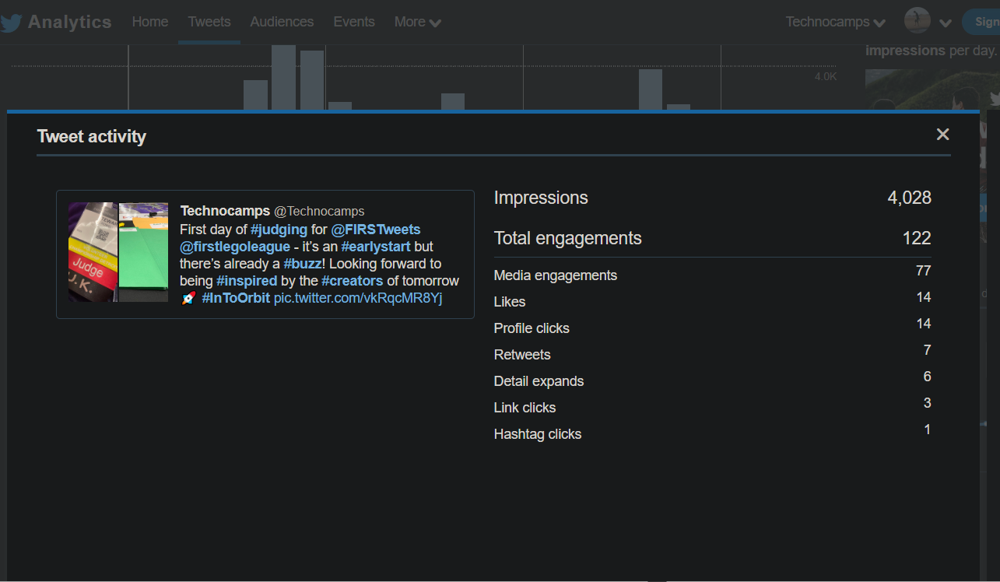 Analytics Home Tweets Audiences Events More Technocamps Sign
impressions per day.
4.0K
Tweet activity
Technocamps @Technocamps
First day of #judging for @FIRSTweets
@firstlegoleague - it’s an #earlystart but
there’s already a #buzz! Looking forward to
being #inspired by the #creators of tomorrow
🚀 #InToOrbit pic.twitter.com/vkRqcMR8Yj
Judge
U.K.
Impressions 4,028
Total engagements 122
Media engagements 77
Likes 14
Profile clicks 14
Retweets 7
Detail expands 6
Link clicks 3
Hashtag clicks 1